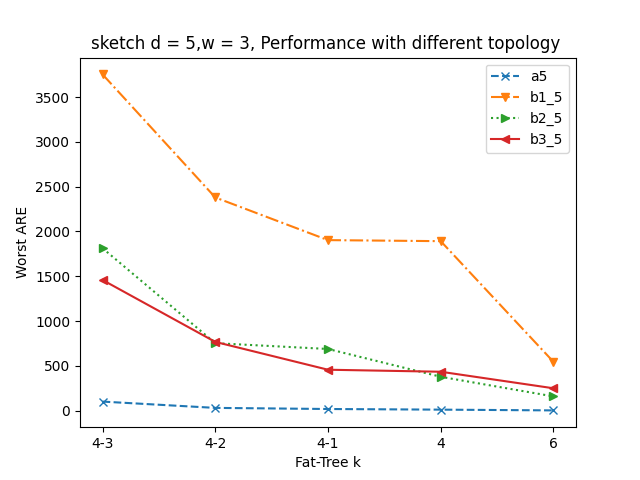 sketch d = 5,w = 3, Performance with different topology
a5
b1_5
b2_5
b3_5
3500
3000
2500
2000
1500
1000
500
0
Worst ARE
4-3 4-2 4-1 4 6
Fat-Tree k